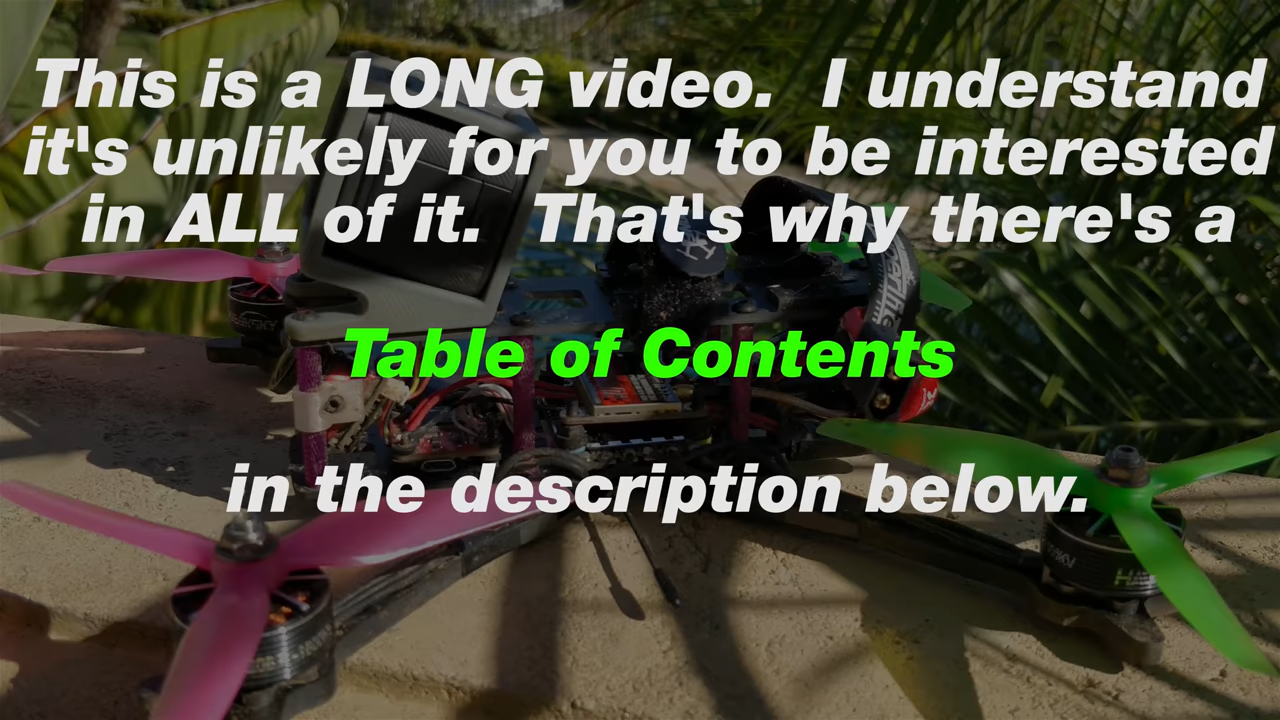 This is a LONG video.  I understand
it's unlikely for you to be interested
in ALL of it.  That's why there's a
Table of Contents
in the description below.